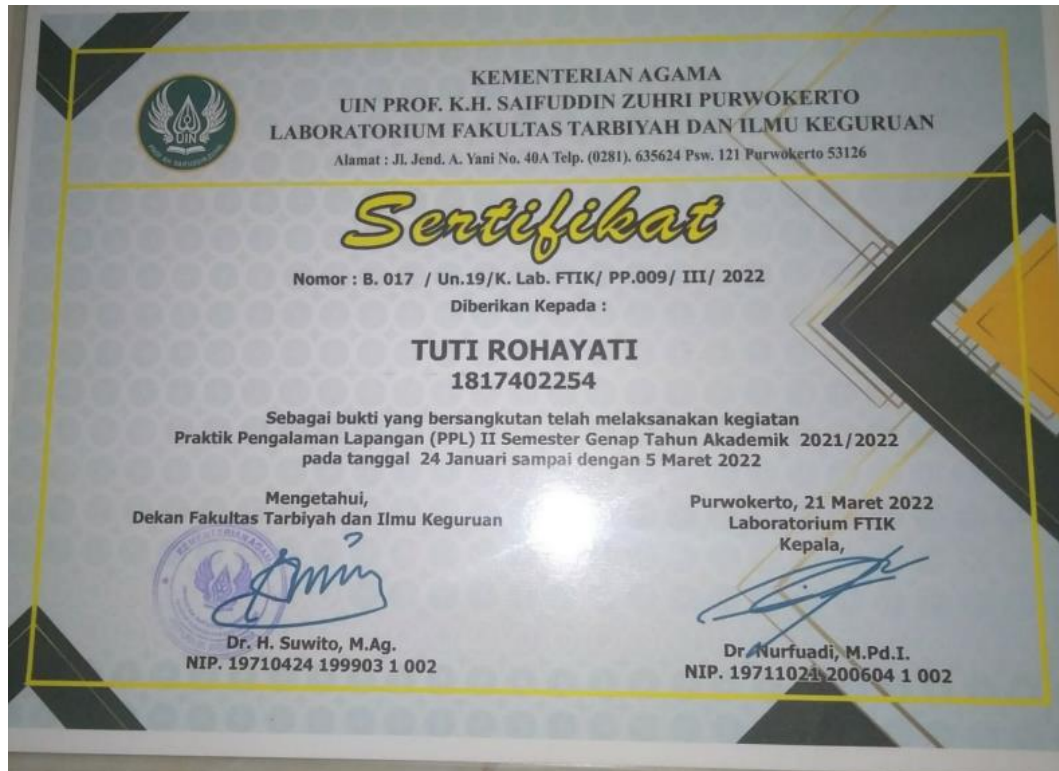 KEMENTERIAN AGAMA
UIN PROF. K.H. SAIFUDDIN ZUHRI PURWOKERTO
LABORATORIUM FAKULTAS TARBIYAH DAN ILMU KEGURUAN
Alamat : Jl. Jend. A. Yani No. 40A Telp. (0281). 635624 Psw. 121 Purwokerto 53126
UIN
Sertifikat
Nomor : B. 017 / Un.19/K. Lab. FTIK/ PP.009/ III/ 2022
Diberikan Kepada :
TUTI ROHAYATI
1817402254
Sebagai bukti yang bersangkutan telah melaksanakan kegiatan
Praktik Pengalaman Lapangan (PPL) II Semester Genap Tahun Akademik 2021/2022
pada tanggal 24 Januari sampai dengan 5 Maret 2022
Mengetahui,
Dekan Fakultas Tarbiyah dan Ilmu Keguruan
KEMENTERIAN AGAMA
Dr. H. Suwito, M.Ag.
NIP. 19710424 199903 1 002
Purwokerto, 21 Maret 2022
Laboratorium FTIK
Kepala,
Dr. Nurfuadi, M.Pd.I.
NIP. 19711021 200604 1 002